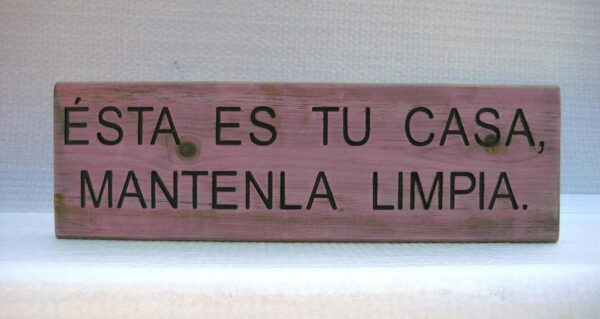 ÉSTA ES TU CASA,
MANTENLA LIMPIA.